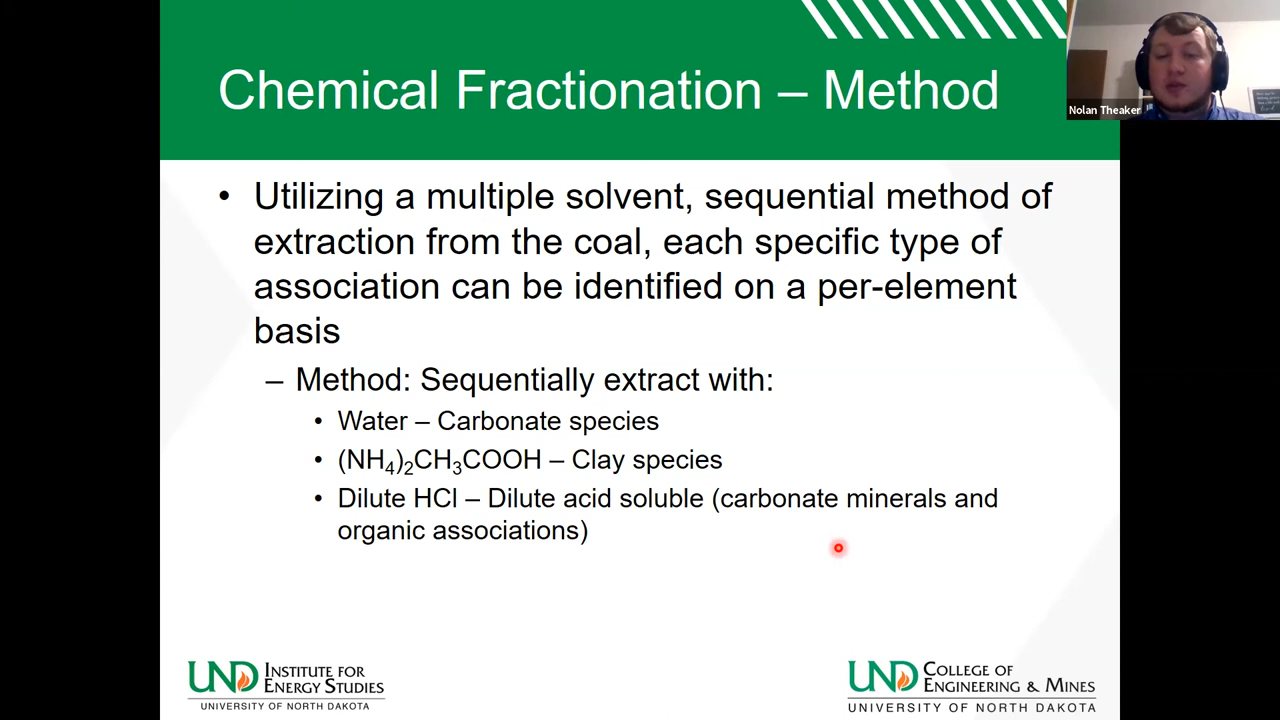 Chemical Fractionation – Method
Nolan Theaker
• Utilizing a multiple solvent, sequential method of
extraction from the coal, each specific type of
association can be identified on a per-element
basis
– Method: Sequentially extract with:
• Water – Carbonate species
• (NH₄)₂CH₃COOH – Clay species
• Dilute HCl – Dilute acid soluble (carbonate minerals and
organic associations)
UND INSTITUTE FOR
ENERGY STUDIES
UNIVERSITY OF NORTH DAKOTA
UND COLLEGE OF
ENGINEERING & MINES
UNIVERSITY OF NORTH DAKOTA